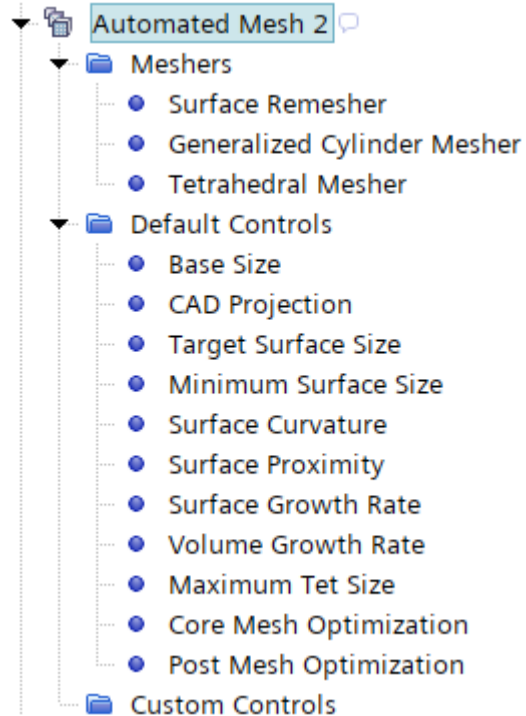 Automated Mesh 2
Meshers
Surface Remesher
Generalized Cylinder Mesher
Tetrahedral Mesher
Default Controls
Base Size
CAD Projection
Target Surface Size
Minimum Surface Size
Surface Curvature
Surface Proximity
Surface Growth Rate
Volume Growth Rate
Maximum Tet Size
Core Mesh Optimization
Post Mesh Optimization
Custom Controls